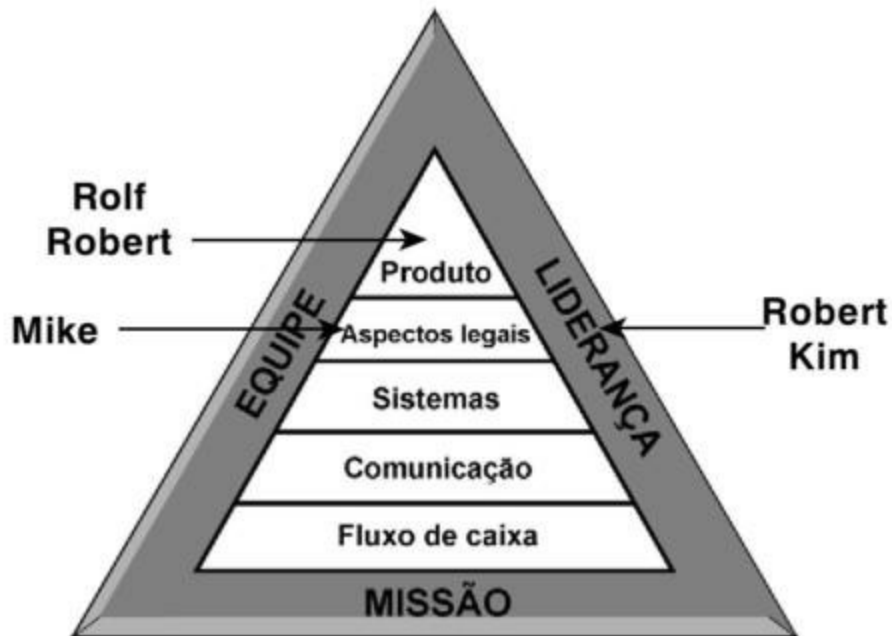 Rolf
Robert
Produto
Mike
Aspectos legais
Robert
Kim
EQUIPE
LIDERANÇA
Sistemas
Comunicação
Fluxo de caixa
MISSÃO